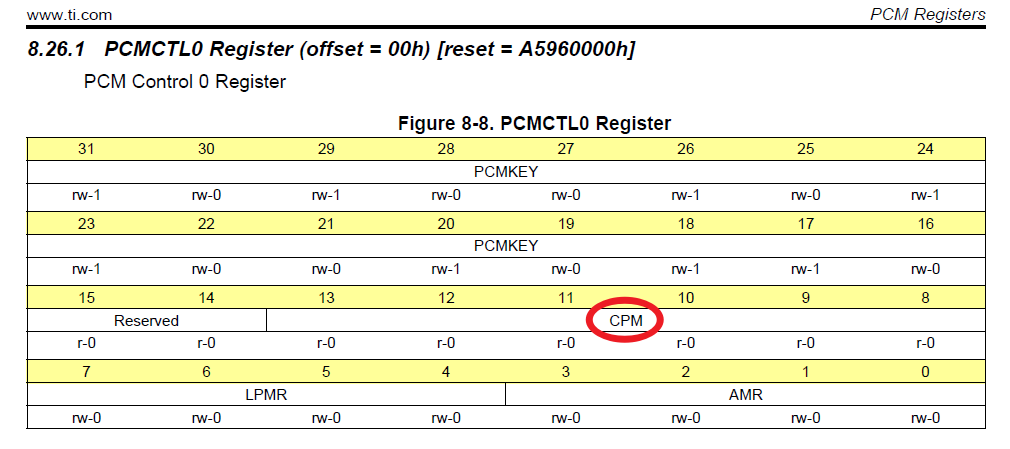 www.ti.com PCM Registers
8.26.1 PCMCTL0 Register (offset = 00h) [reset = A5960000h]
PCM Control 0 Register
Figure 8-8. PCMCTL0 Register
31 30 29 28 27 26 25 24
PCMKEY
rw-1 rw-0 rw-1 rw-0 rw-0 rw-1 rw-0 rw-1
23 22 21 20 19 18 17 16
PCMKEY
rw-1 rw-0 rw-0 rw-1 rw-0 rw-1 rw-1 rw-0
15 14 13 12 11 10 9 8
Reserved CPM
r-0 r-0 r-0 r-0 r-0 r-0 r-0 r-0
7 6 5 4 3 2 1 0
LPMR AMR
rw-0 rw-0 rw-0 rw-0 rw-0 rw-0 rw-0 rw-0